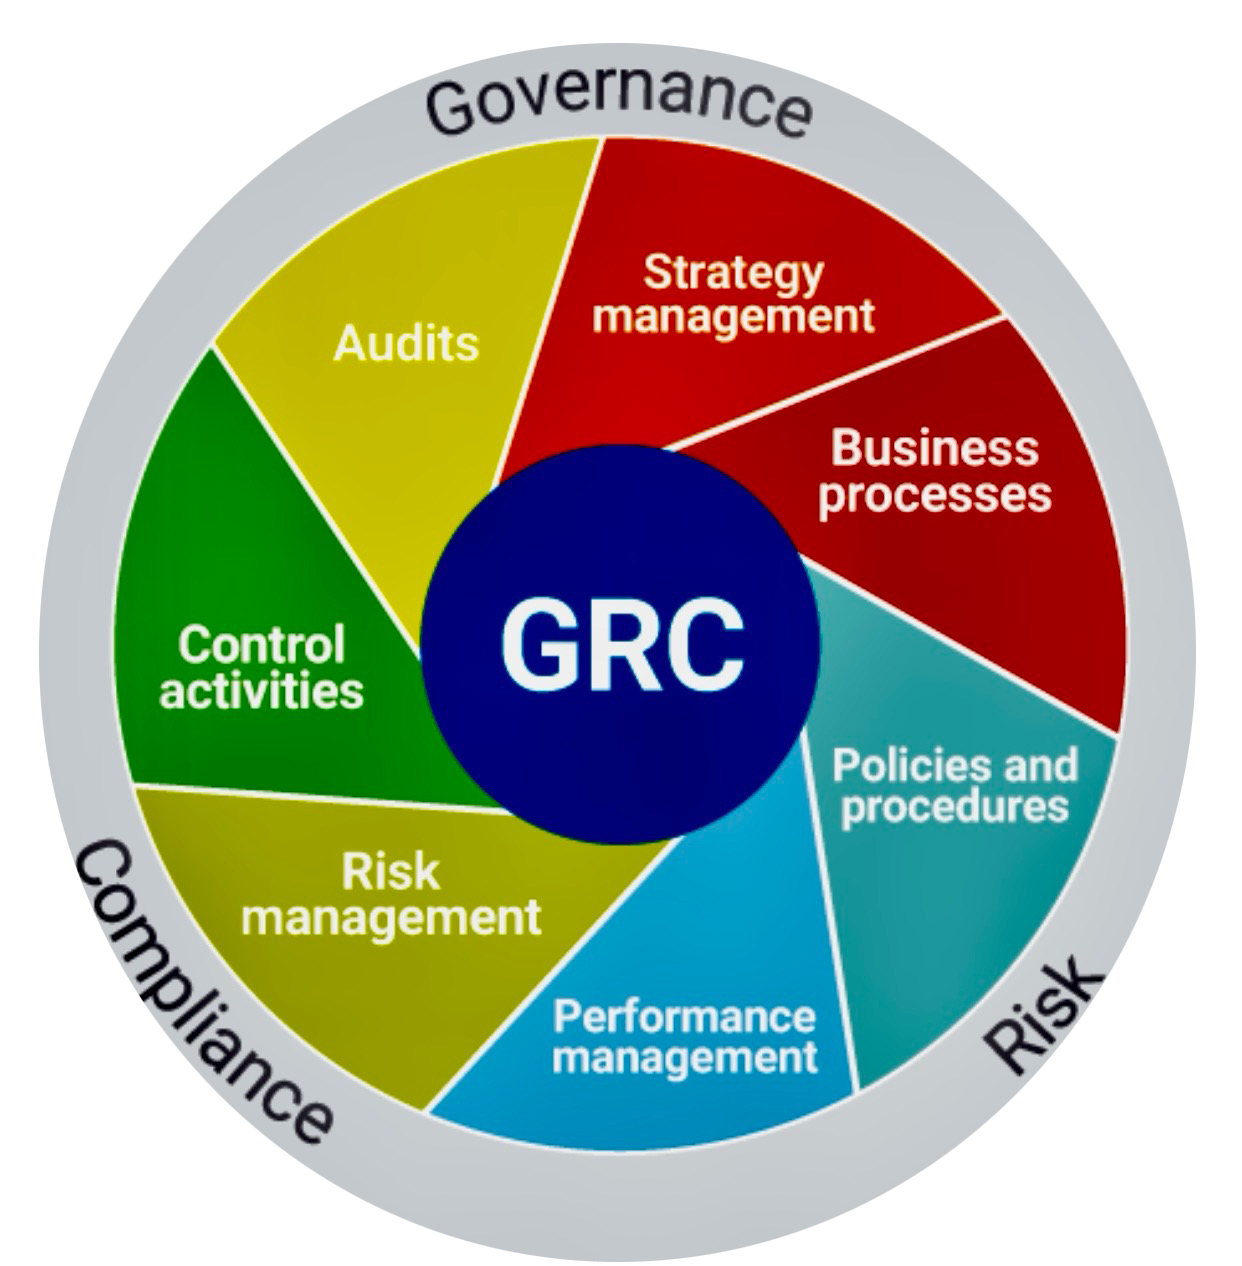 Governance
Strategy
management
Audits
Business
processes
GRC
Control
activities
Policies and
procedures
Risk
management
Performance
management
Compliance
Risk